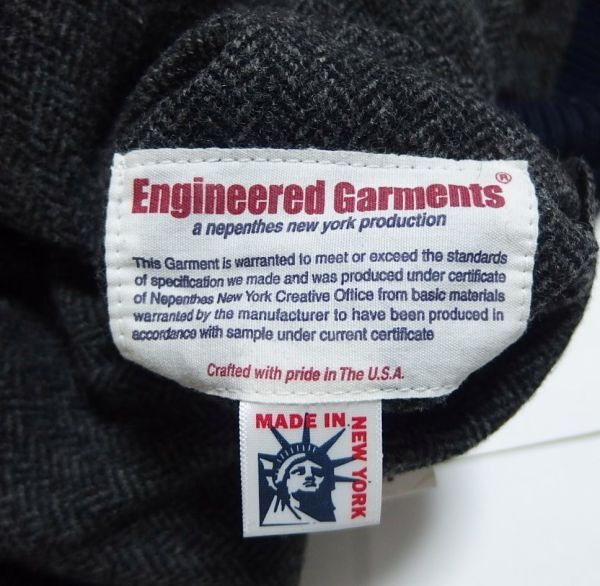 Engineered Garments®
a nepenthes new york production
This Garment is warranted to meet or exceed the standards
of specification we made and was produced under certificate
of Nepenthes New York Creative Office from basic materials
warranted by the manufacturer to have been produced in
accordance with sample under current certificate
Crafted with pride in The U.S.A.
MADE IN
NEW YORK